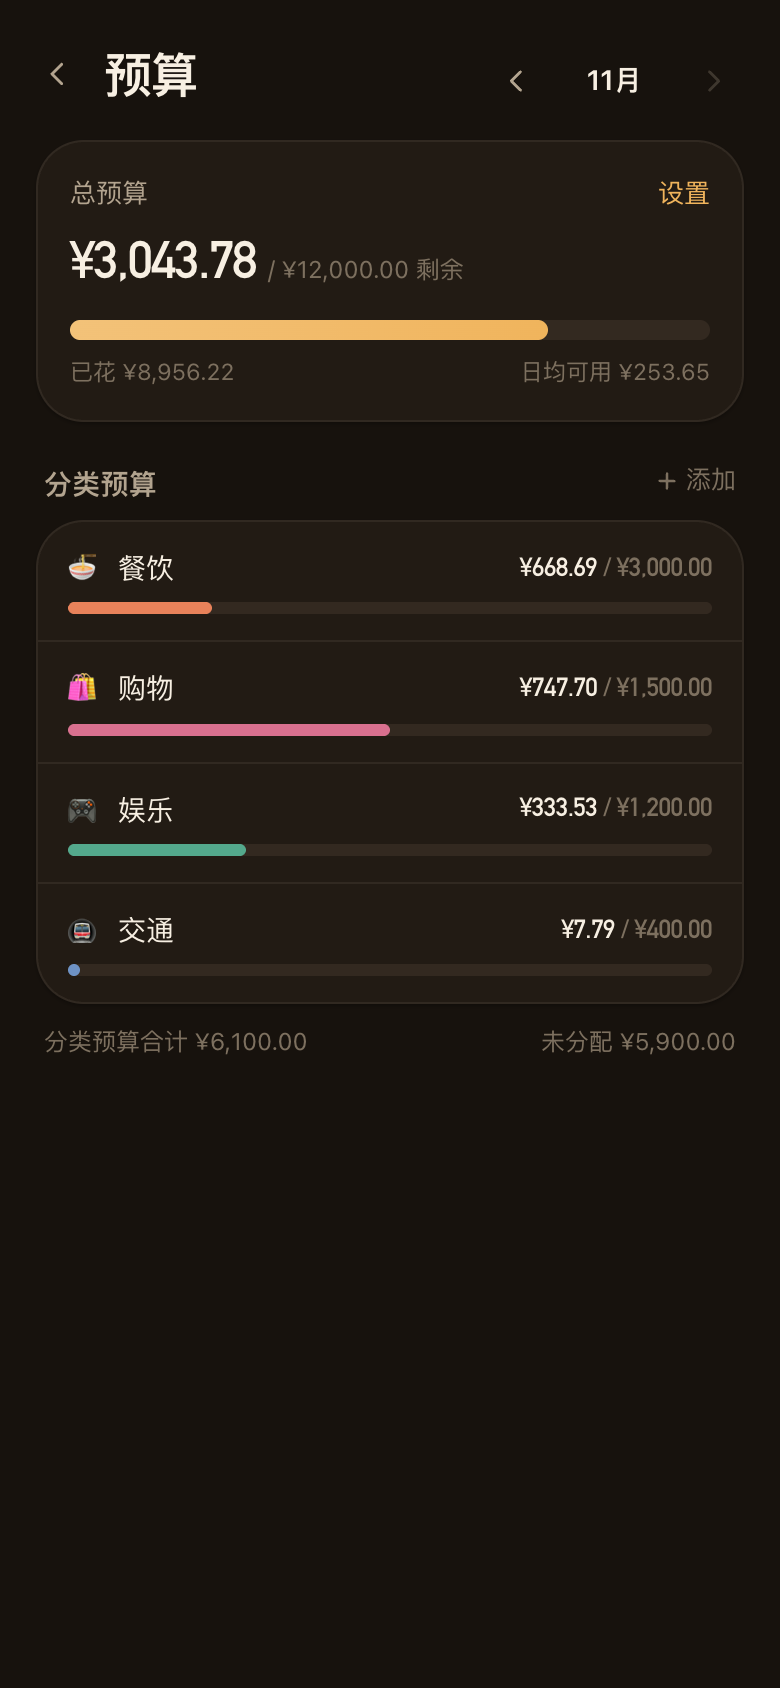 预算
11月
总预算 设置
¥3,043.78 / ¥12,000.00 剩余
已花 ¥8,956.22 日均可用 ¥253.65
分类预算 + 添加
餐饮 ¥668.69 / ¥3,000.00
购物 ¥747.70 / ¥1,500.00
娱乐 ¥333.53 / ¥1,200.00
交通 ¥7.79 / ¥400.00
分类预算合计 ¥6,100.00 未分配 ¥5,900.00